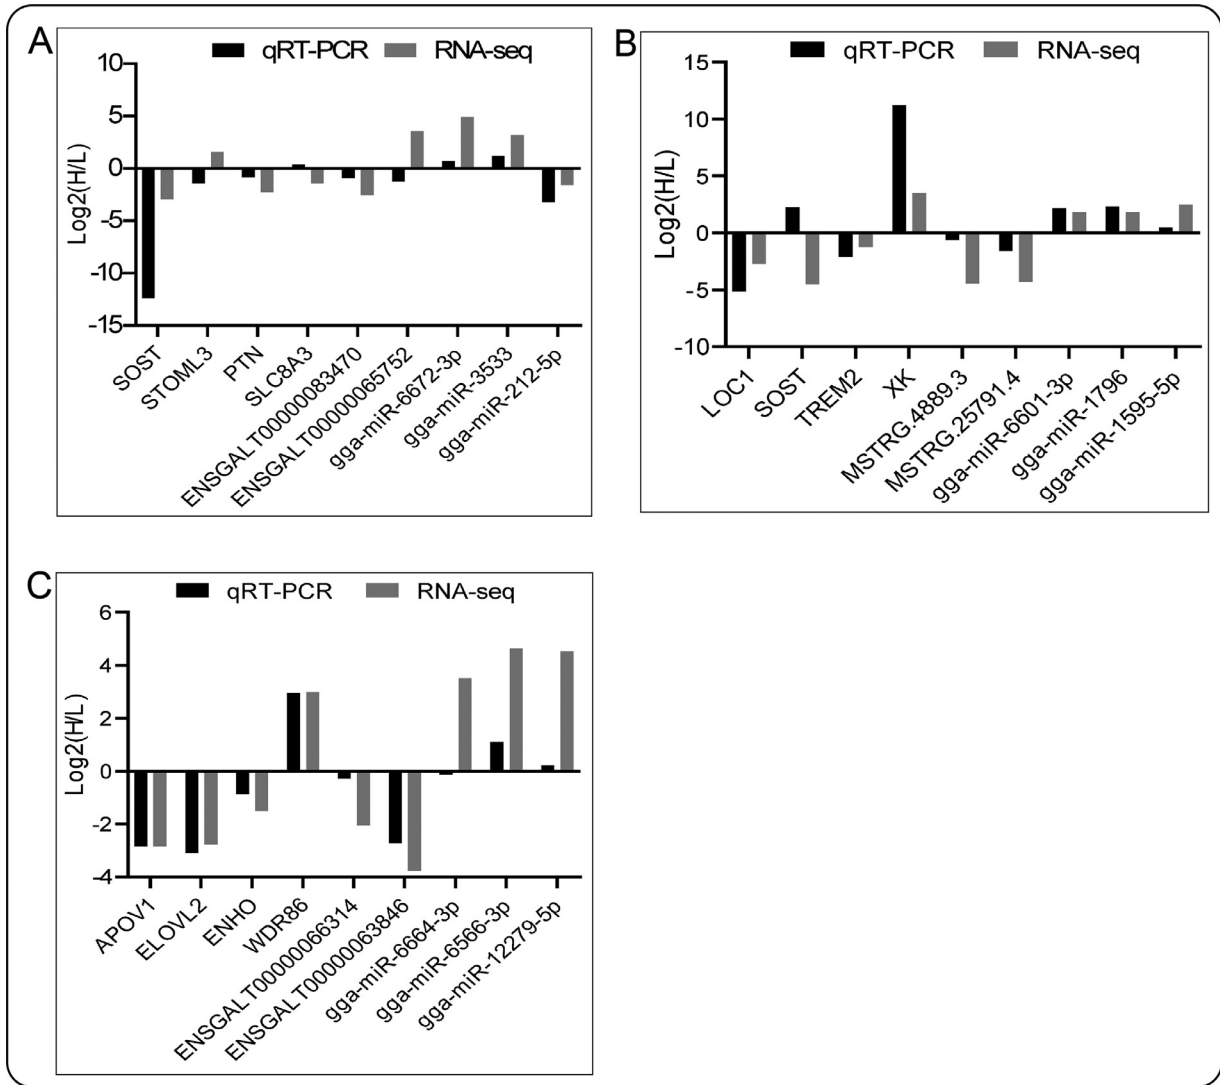 A
qRT-PCR RNA-seq
Log2(H/L)
10
5
0
-5
-10
-15
SOST
STOML3
PTN
SLC8A3
ENSGALT00000083470
ENSGALT00000065752
gga-miR-6672-3p
gga-miR-3533
gga-miR-212-5p
B
qRT-PCR RNA-seq
Log2(H/L)
15
10
5
0
-5
-10
LOC1
SOST
TREM2
XK
MSTRG.4889.3
MSTRG.25791.4
gga-miR-6601-3p
gga-miR-1796
gga-miR-1595-5p
C
qRT-PCR RNA-seq
Log2(H/L)
6
4
2
0
-2
-4
APOV1
ELOVL2
ENHO
WDR86
ENSGALT00000066314
ENSGALT00000063846
gga-miR-6664-3p
gga-miR-6566-3p
gga-miR-12279-5p